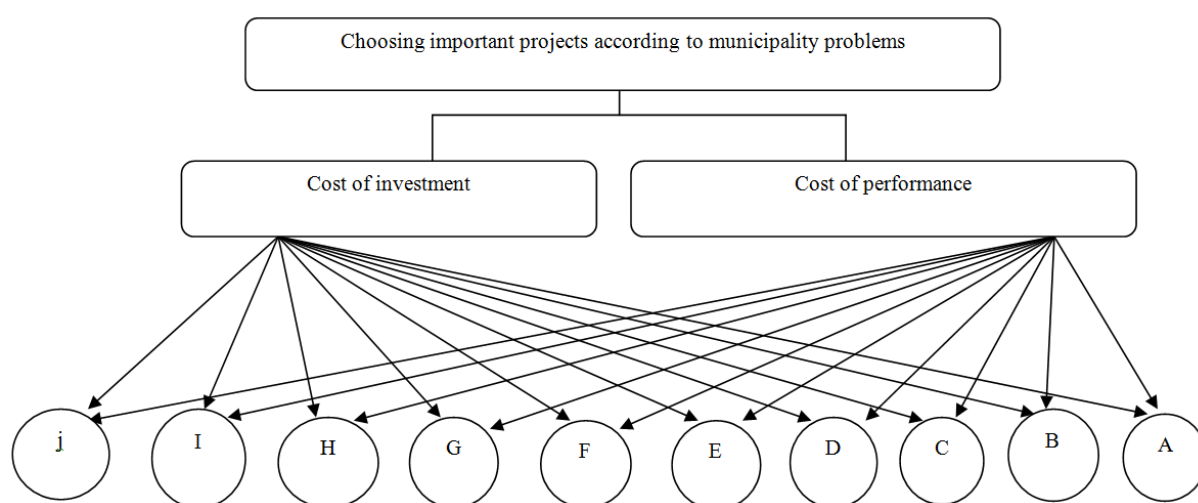 Choosing important projects according to municipality problems
Cost of investment
Cost of performance
j
I
H
G
F
E
D
C
B
A